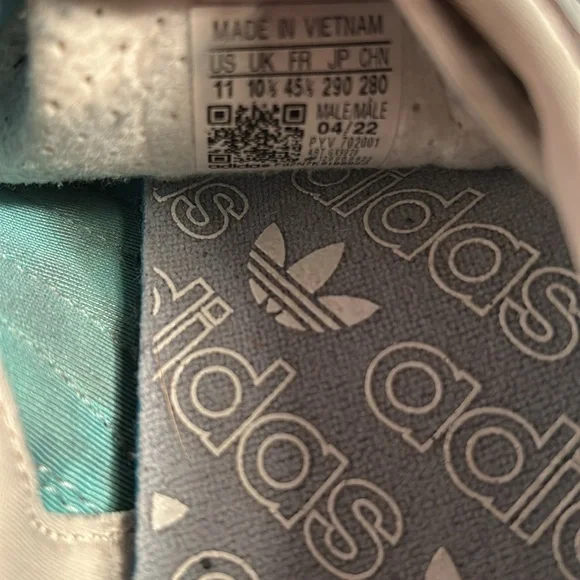 MADE IN VIETNAM
US UK FR JP CHN
11 10½ 45⅓ 290 280
MALE/MÂLE
04/22
PYV 702001
adidas
adidas
adidas
adidas
adidas